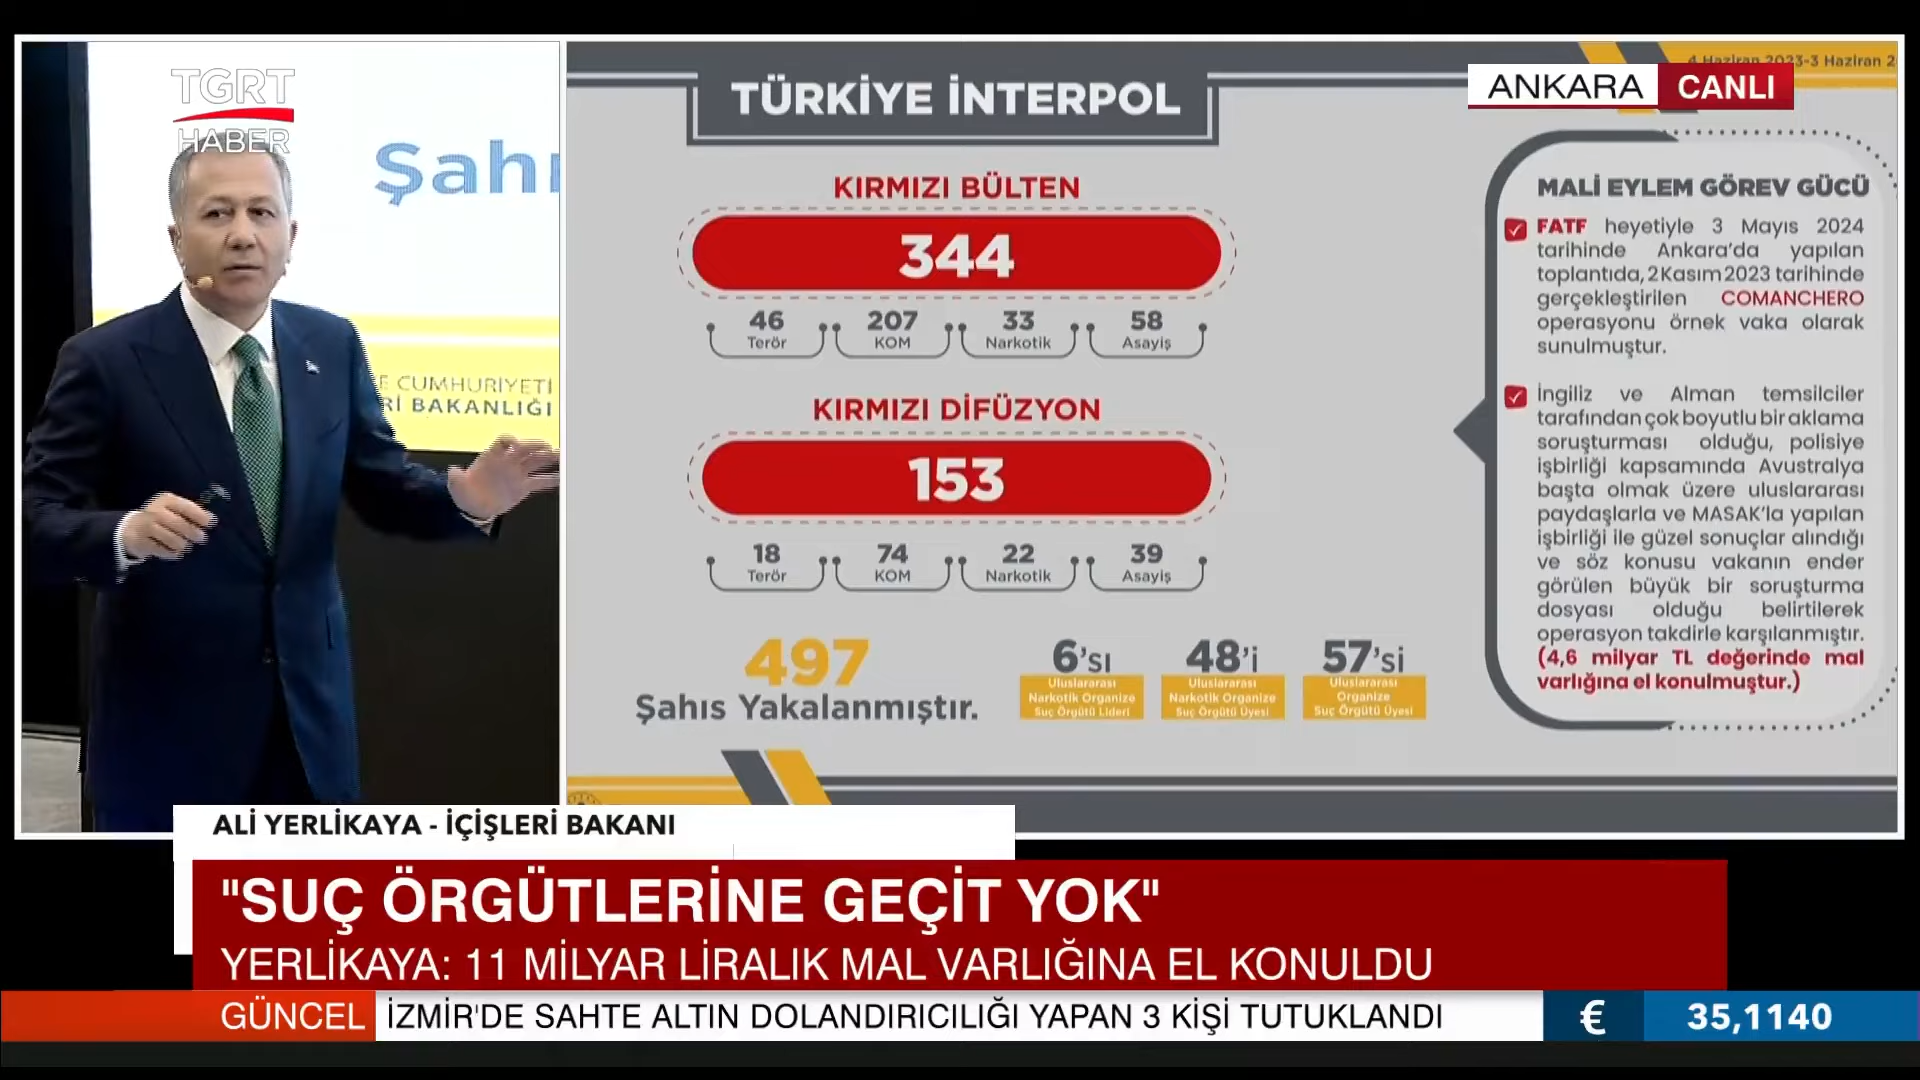 TGRT
HABER
Şahı
CUMHURİYETİ
BAKANLIĞI
4 Haziran 2023-3 Haziran 2
TÜRKİYE İNTERPOL
ANKARA CANLI
KIRMIZI BÜLTEN
344
46 207 33 58
Terör KOM Narkotik Asayiş
KIRMIZI DİFÜZYON
153
18 74 22 39
Terör KOM Narkotik Asayiş
497
Şahıs Yakalanmıştır.
6'sı
Uluslararası
Narkotik Organize
Suç Örgütü Lideri
48'i
Uluslararası
Narkotik Organize
Suç Örgütü Üyesi
57'si
Uluslararası
Organize
Suç Örgütü Üyesi
MALİ EYLEM GÖREV GÜCÜ
FATF heyetiyle 3 Mayıs 2024
tarihinde Ankara'da yapılan
toplantıda, 2 Kasım 2023 tarihinde
gerçekleştirilen COMANCHERO
operasyonu örnek vaka olarak
sunulmuştur.
İngiliz ve Alman temsilciler
tarafından çok boyutlu bir aklama
soruşturması olduğu, polisiye
işbirliği kapsamında Avustralya
başta olmak üzere uluslararası
paydaşlarla ve MASAK'la yapılan
işbirliği ile güzel sonuçlar alındığı
ve söz konusu vakanın ender
görülen büyük bir soruşturma
dosyası olduğu belirtilerek
operasyon takdirle karşılanmıştır.
(4,6 milyar TL değerinde mal
varlığına el konulmuştur.)
ALİ YERLİKAYA - İÇİŞLERİ BAKANI
"SUÇ ÖRGÜTLERİNE GEÇİT YOK"
YERLİKAYA: 11 MİLYAR LİRALIK MAL VARLIĞINA EL KONULDU
GÜNCEL İZMİR'DE SAHTE ALTIN DOLANDIRICILIĞI YAPAN 3 KİŞİ TUTUKLANDI € 35,1140